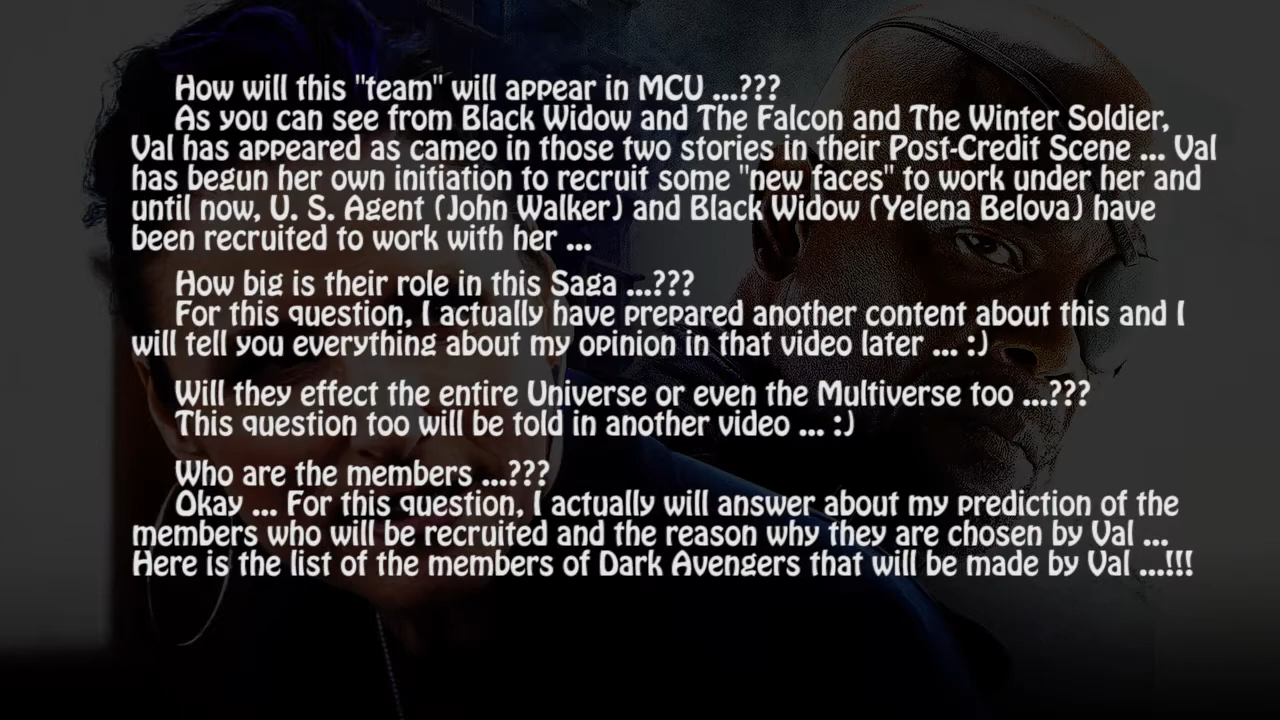 How will this "team" will appear in MCU ...???
As you can see from Black Widow and The Falcon and The Winter Soldier,
Val has appeared as cameo in those two stories in their Post-Credit Scene ... Val
has begun her own initiation to recruit some "new faces" to work under her and
until now, U. S. Agent (John Walker) and Black Widow (Yelena Belova) have
been recruited to work with her ...
How big is their role in this Saga ...???
For this question, I actually have prepared another content about this and I
will tell you everything about my opinion in that video later ... :)
Will they effect the entire Universe or even the Multiverse too ...???
This question too will be told in another video ... :)
Who are the members ...???
Okay ... For this question, I actually will answer about my prediction of the
members who will be recruited and the reason why they are chosen by Val ...
Here is the list of the members of Dark Avengers that will be made by Val ...!!!